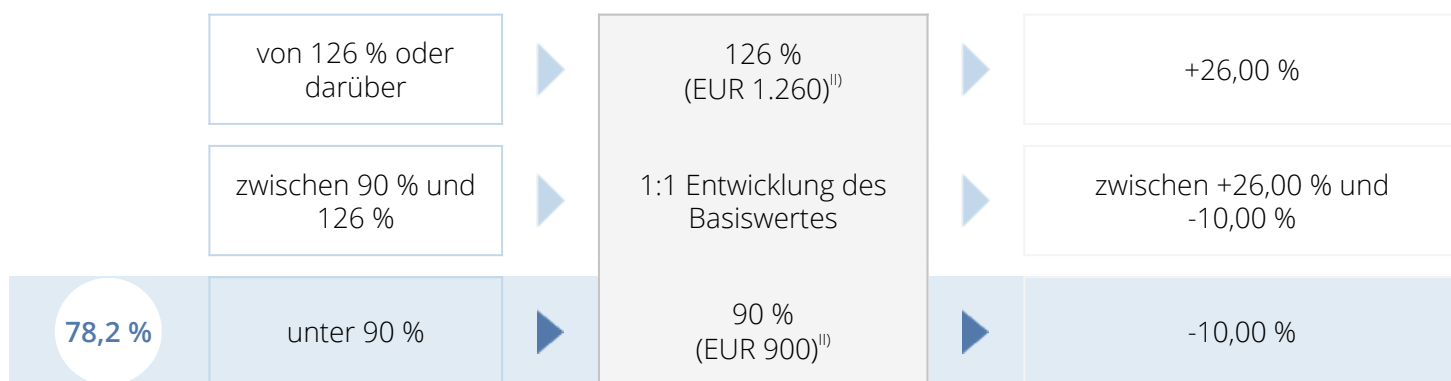 von 126 % oder
darüber
126 %
(EUR 1.260)II)
+26,00 %
zwischen 90 % und
126 %
1:1 Entwicklung des
Basiswertes
zwischen +26,00 % und
-10,00 %
78,2 %
unter 90 %
90 %
(EUR 900)II)
-10,00 %